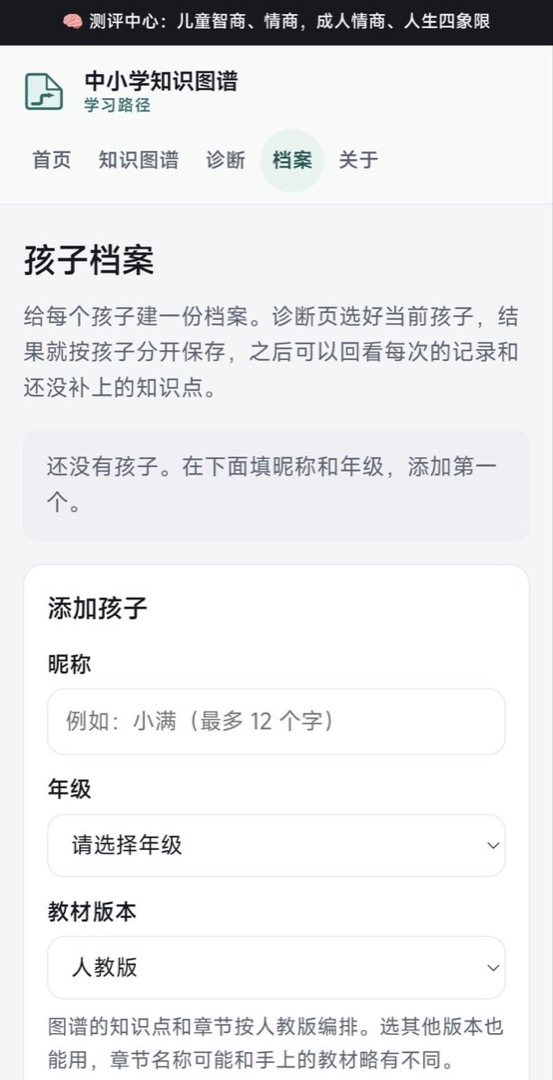 🧠 测评中心：儿童智商、情商，成人情商、人生四象限
中小学知识图谱
学习路径
首页 知识图谱 诊断 档案 关于
孩子档案
给每个孩子建一份档案。诊断页选好当前孩子，结
果就按孩子分开保存，之后可以回看每次的记录和
还没补上的知识点。
还没有孩子。在下面填昵称和年级，添加第一
个。
添加孩子
昵称
例如：小满（最多 12 个字）
年级
请选择年级
教材版本
人教版
图谱的知识点和章节按人教版编排。选其他版本也
能用，章节名称可能和手上的教材略有不同。